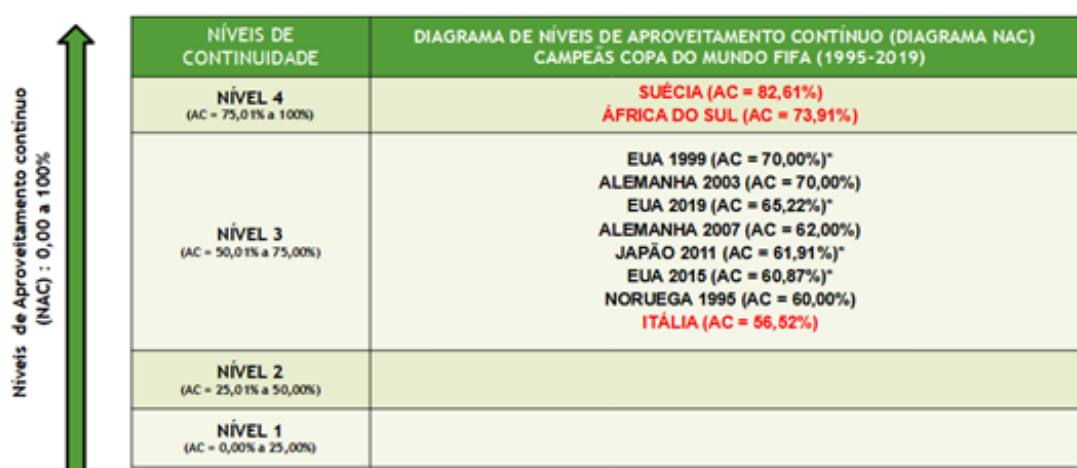 Níveis de Aproveitamento contínuo
(NAC) : 0,00 a 100%
NÍVEIS DE
CONTINUIDADE
DIAGRAMA DE NÍVEIS DE APROVEITAMENTO CONTÍNUO (DIAGRAMA NAC)
CAMPEÃS COPA DO MUNDO FIFA (1995-2019)
NÍVEL 4
(AC = 75,01% a 100%)
SUÉCIA (AC = 82,61%)
ÁFRICA DO SUL (AC = 73,91%)
NÍVEL 3
(AC = 50,01% a 75,00%)
EUA 1999 (AC = 70,00%)*
ALEMANHA 2003 (AC = 70,00%)
EUA 2019 (AC = 65,22%)*
ALEMANHA 2007 (AC = 62,00%)
JAPÃO 2011 (AC = 61,91%)*
EUA 2015 (AC = 60,87%)*
NORUEGA 1995 (AC = 60,00%)
ITÁLIA (AC = 56,52%)
NÍVEL 2
(AC = 25,01% a 50,00%)
NÍVEL 1
(AC = 0,00% a 25,00%)